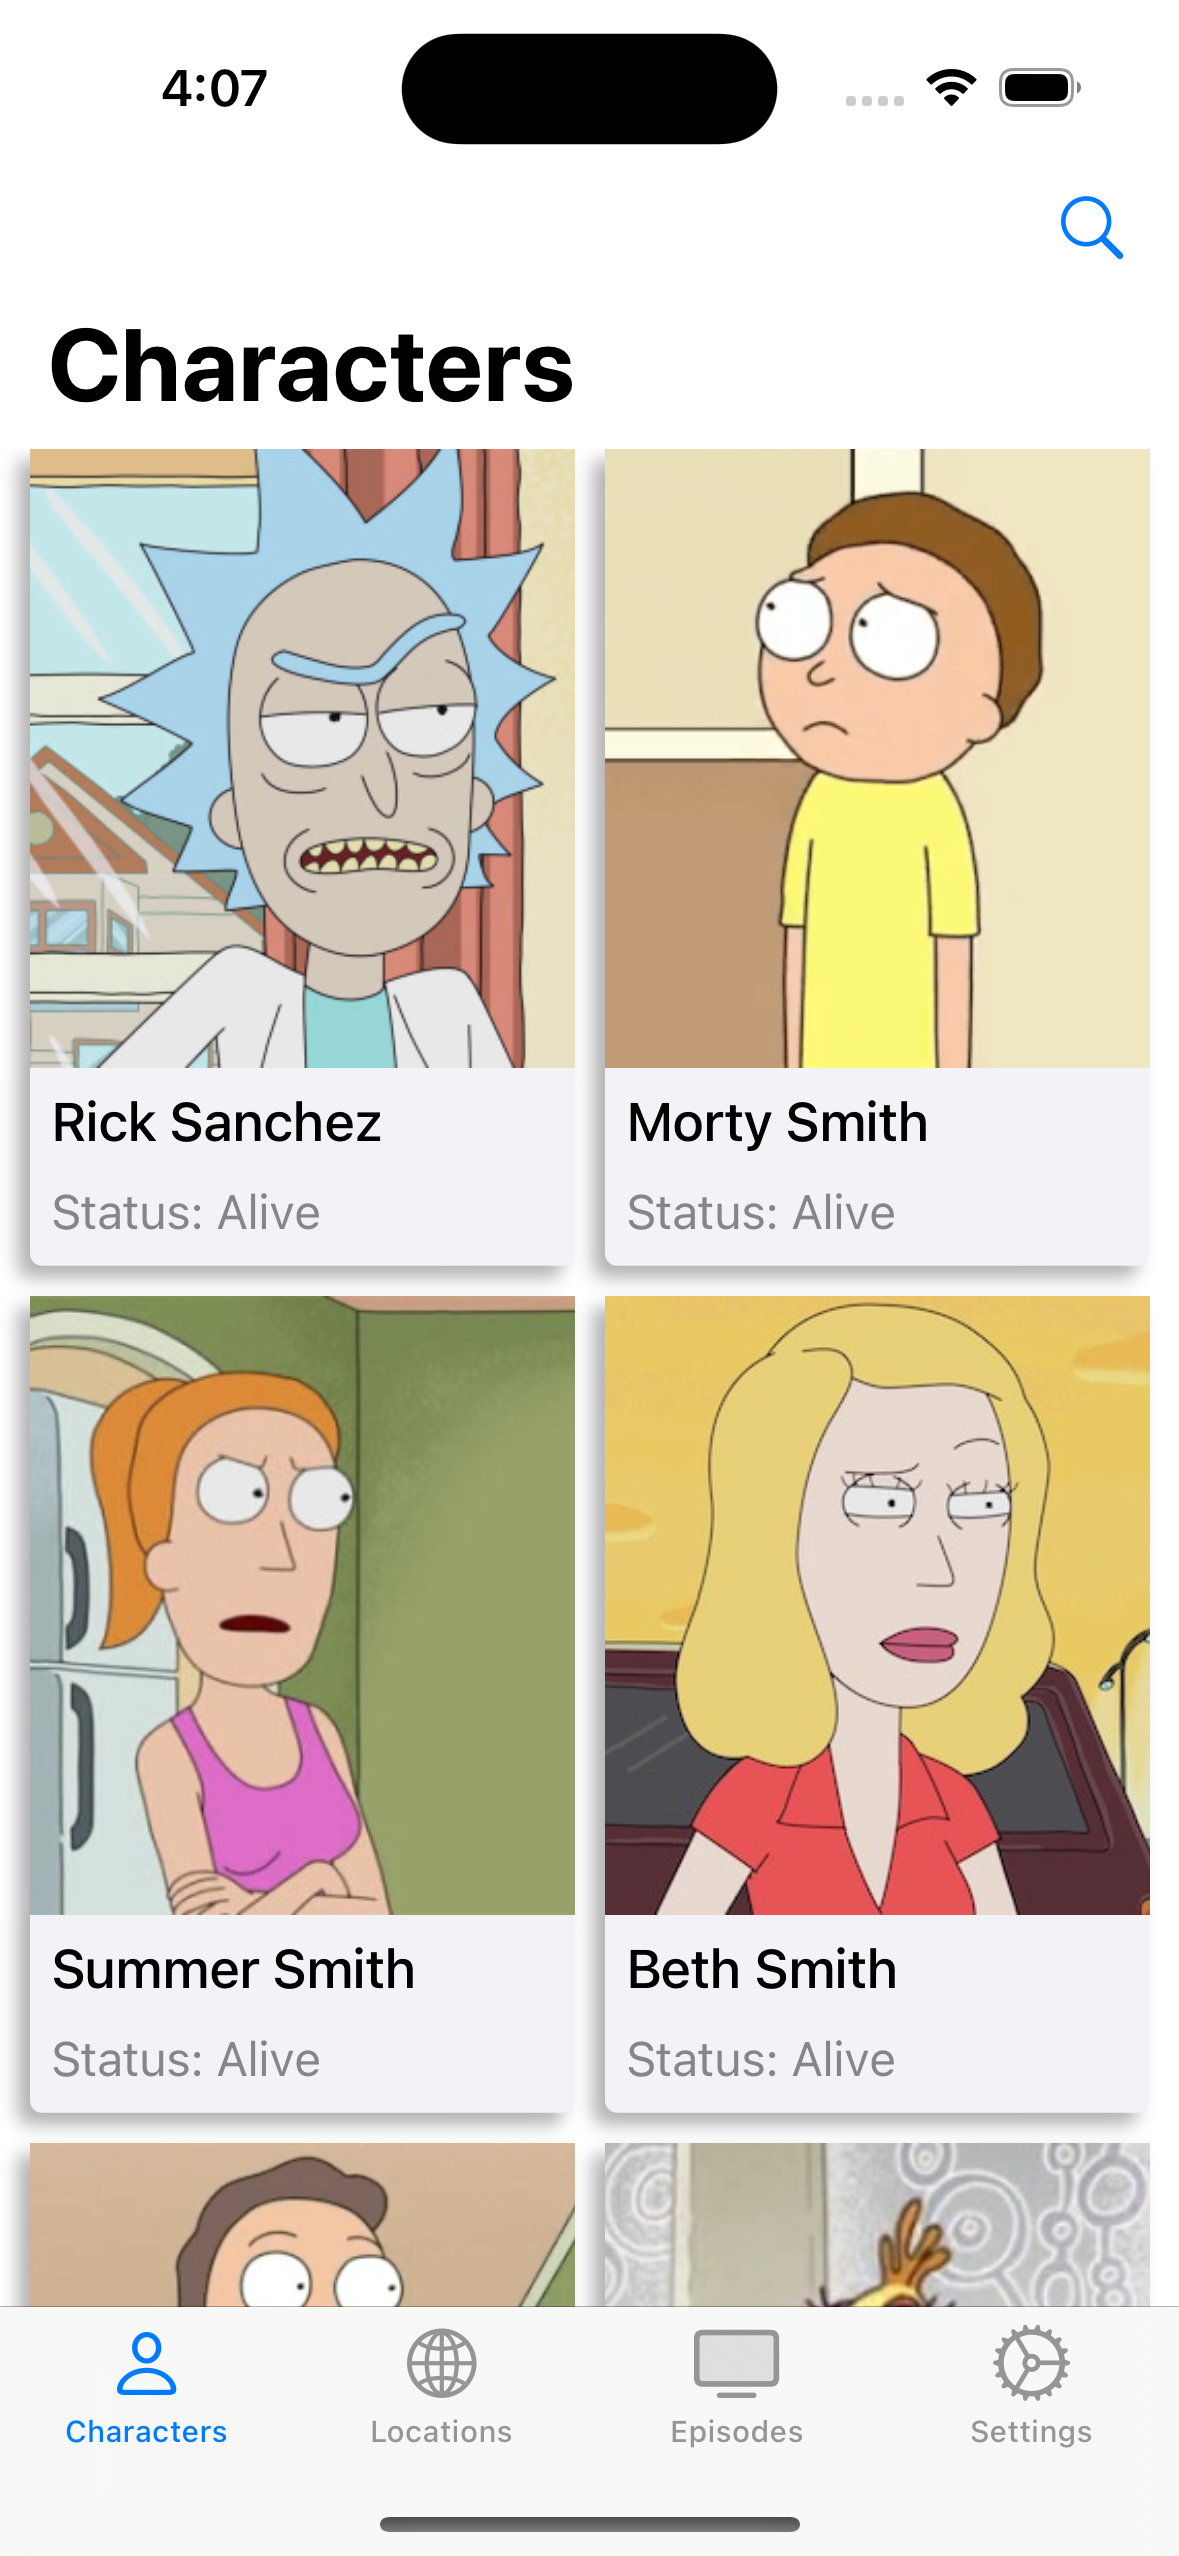 4:07
Characters
Rick Sanchez
Status: Alive
Morty Smith
Status: Alive
Summer Smith
Status: Alive
Beth Smith
Status: Alive
Characters
Locations
Episodes
Settings